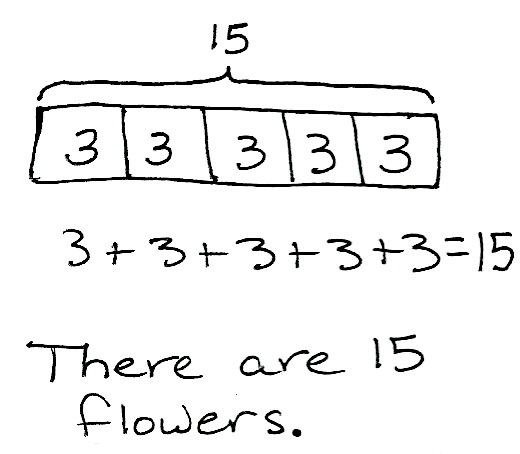 15
3 3 3 3 3
3 + 3 + 3 + 3 + 3 = 15
There are 15
flowers.